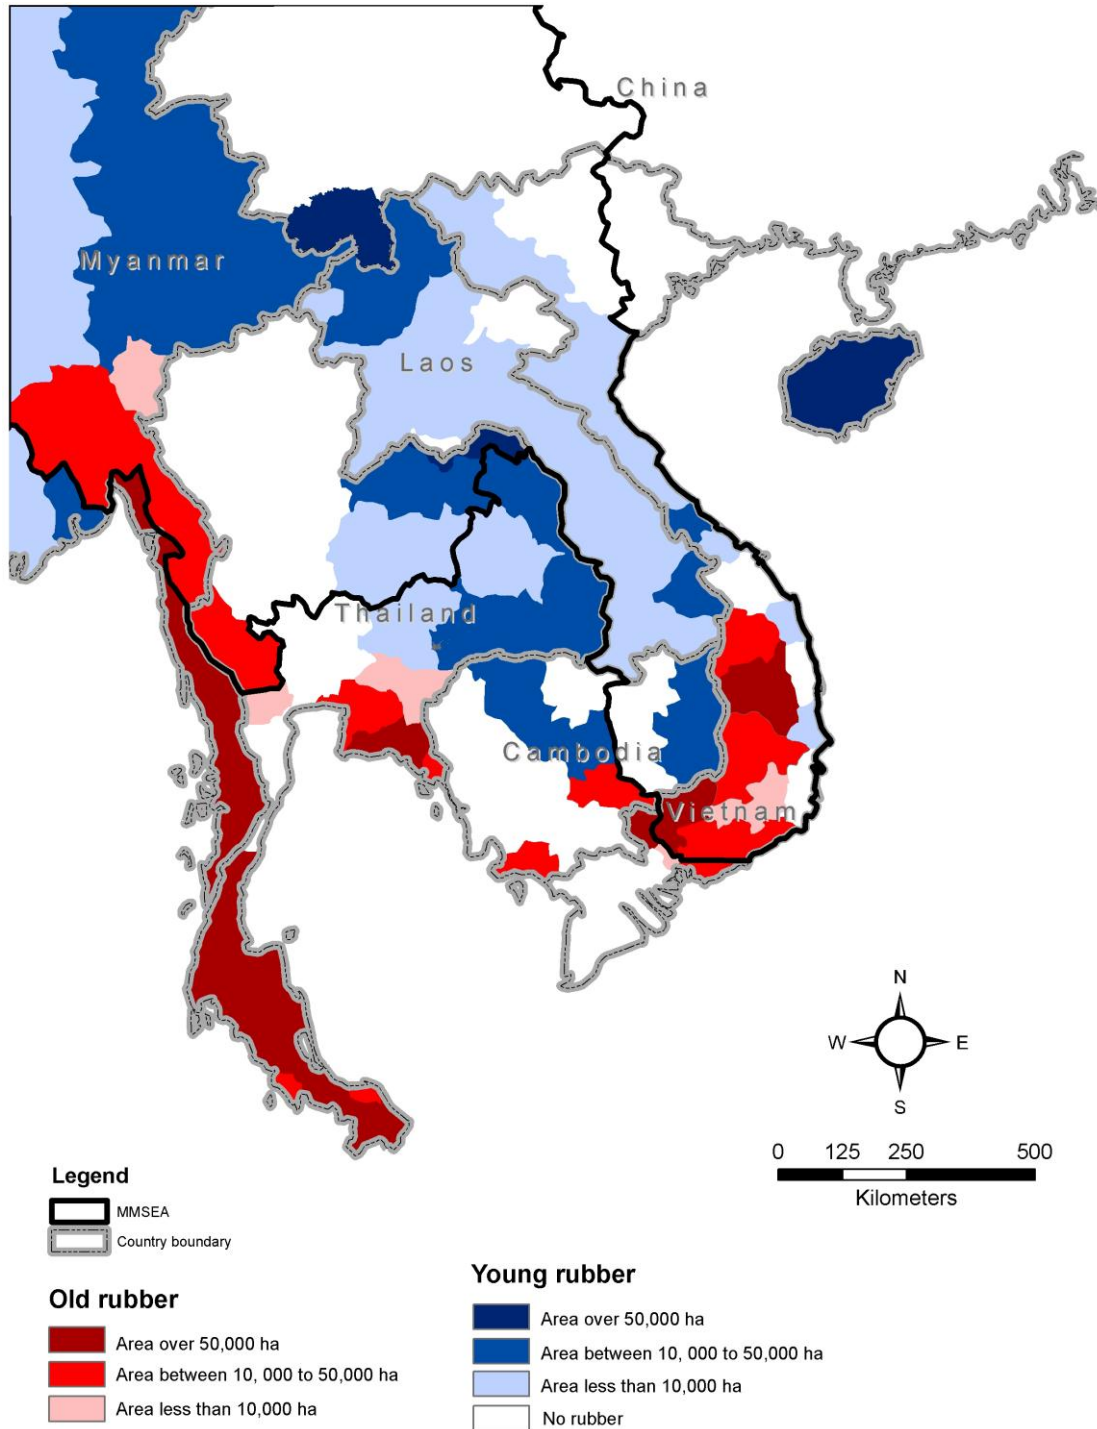 China
Myanmar
Laos
Thailand
Cambodia
Vietnam
N
W
E
S
0 125 250 500
Kilometers
Legend
MMSEA
Country boundary
Old rubber
Area over 50,000 ha
Area between 10, 000 to 50,000 ha
Area less than 10,000 ha
Young rubber
Area over 50,000 ha
Area between 10, 000 to 50,000 ha
Area less than 10,000 ha
No rubber